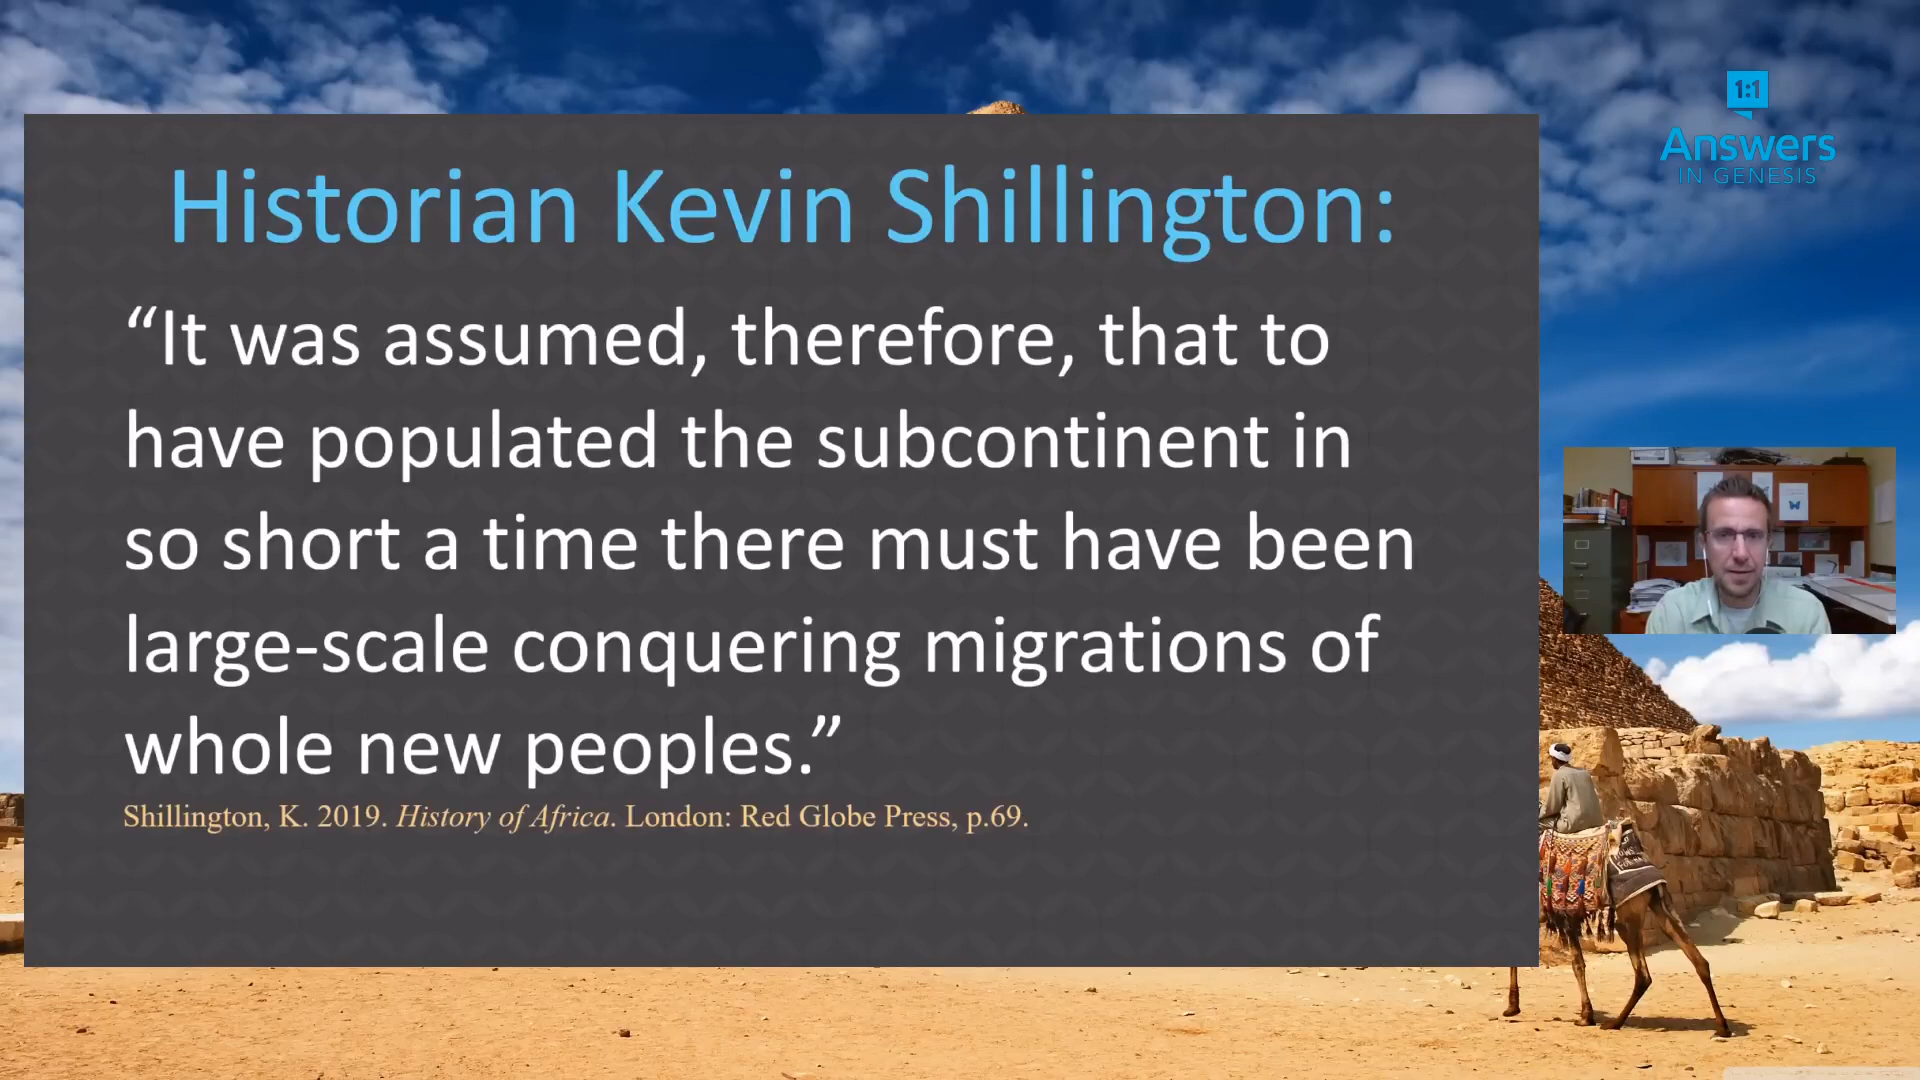 1:1
Answers
IN GENESIS
Historian Kevin Shillington:
“It was assumed, therefore, that to
have populated the subcontinent in
so short a time there must have been
large-scale conquering migrations of
whole new peoples.”
Shillington, K. 2019. History of Africa. London: Red Globe Press, p.69.